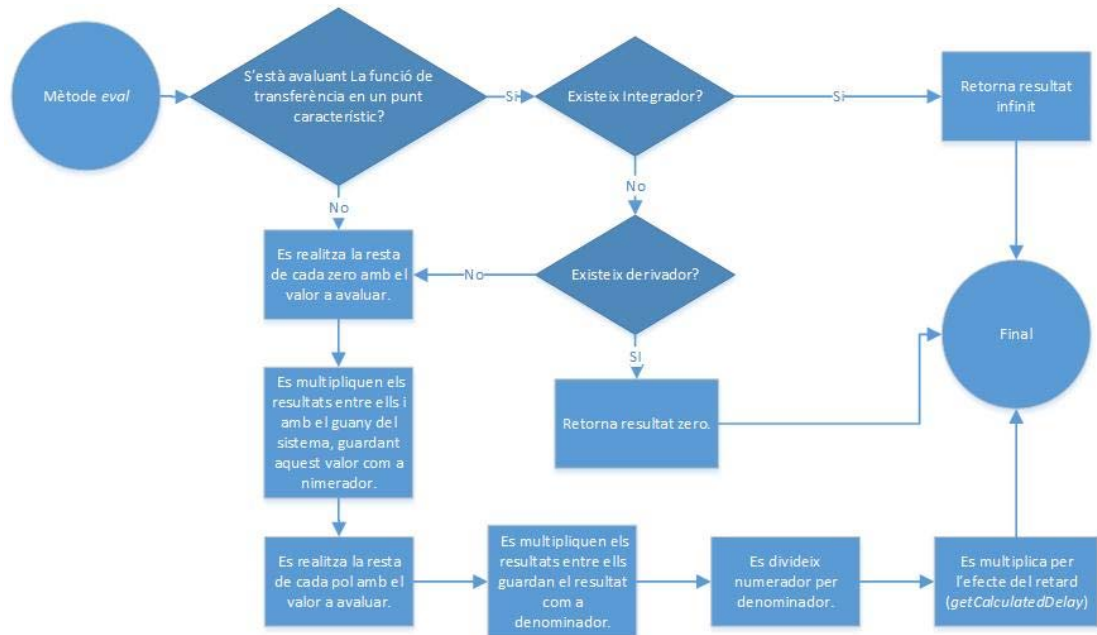 Mètode eval
S'està avaluant La funció de
transferència en un punt
característic?
Si
Existeix Integrador?
Si
Retorna resultat
infinit
No
No
Es realitza la resta
de cada zero amb el
valor a avaluar.
No
Existeix derivador?
Final
Si
Es multipliquen els
resultats entre ells i
amb el guany del
sistema, guardant
aquest valor com a
nimerador.
Retorna resultat zero.
Es realitza la resta
de cada pol amb el
valor a avaluar.
Es multipliquen els
resultats entre ells
guardan el resultat
com a
denominador.
Es divideix
numerador per
denominador.
Es multiplica per
l'efecte del retard
(getCalculatedDelay)